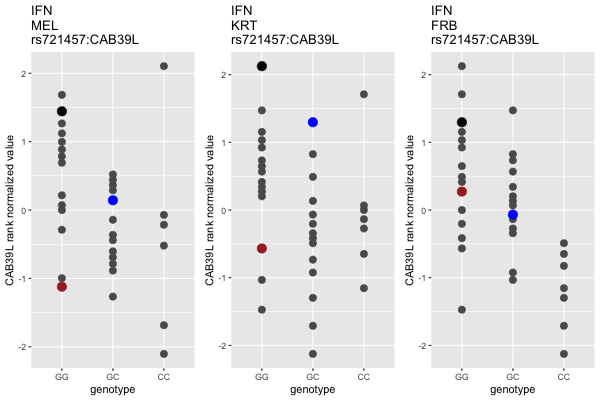 IFN
MEL
rs721457:CAB39L
CAB39L rank normalized value
2
1
0
-1
-2
GG
GC
CC
genotype
IFN
KRT
rs721457:CAB39L
CAB39L rank normalized value
2
1
0
-1
-2
GG
GC
CC
genotype
IFN
FRB
rs721457:CAB39L
CAB39L rank normalized value
2
1
0
-1
-2
GG
GC
CC
genotype